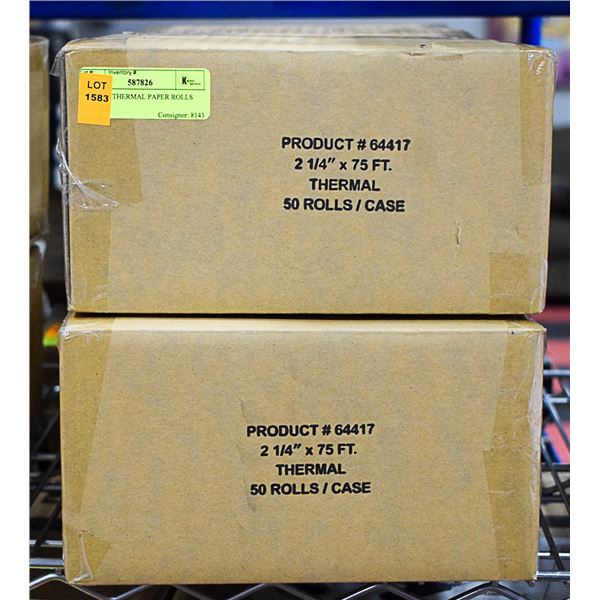 Inventory #:
587826
LOT
1583
THERMAL PAPER ROLLS
Consignor: 8143
PRODUCT # 64417
2 1/4" x 75 FT.
THERMAL
50 ROLLS / CASE
PRODUCT # 64417
2 1/4" x 75 FT.
THERMAL
50 ROLLS / CASE